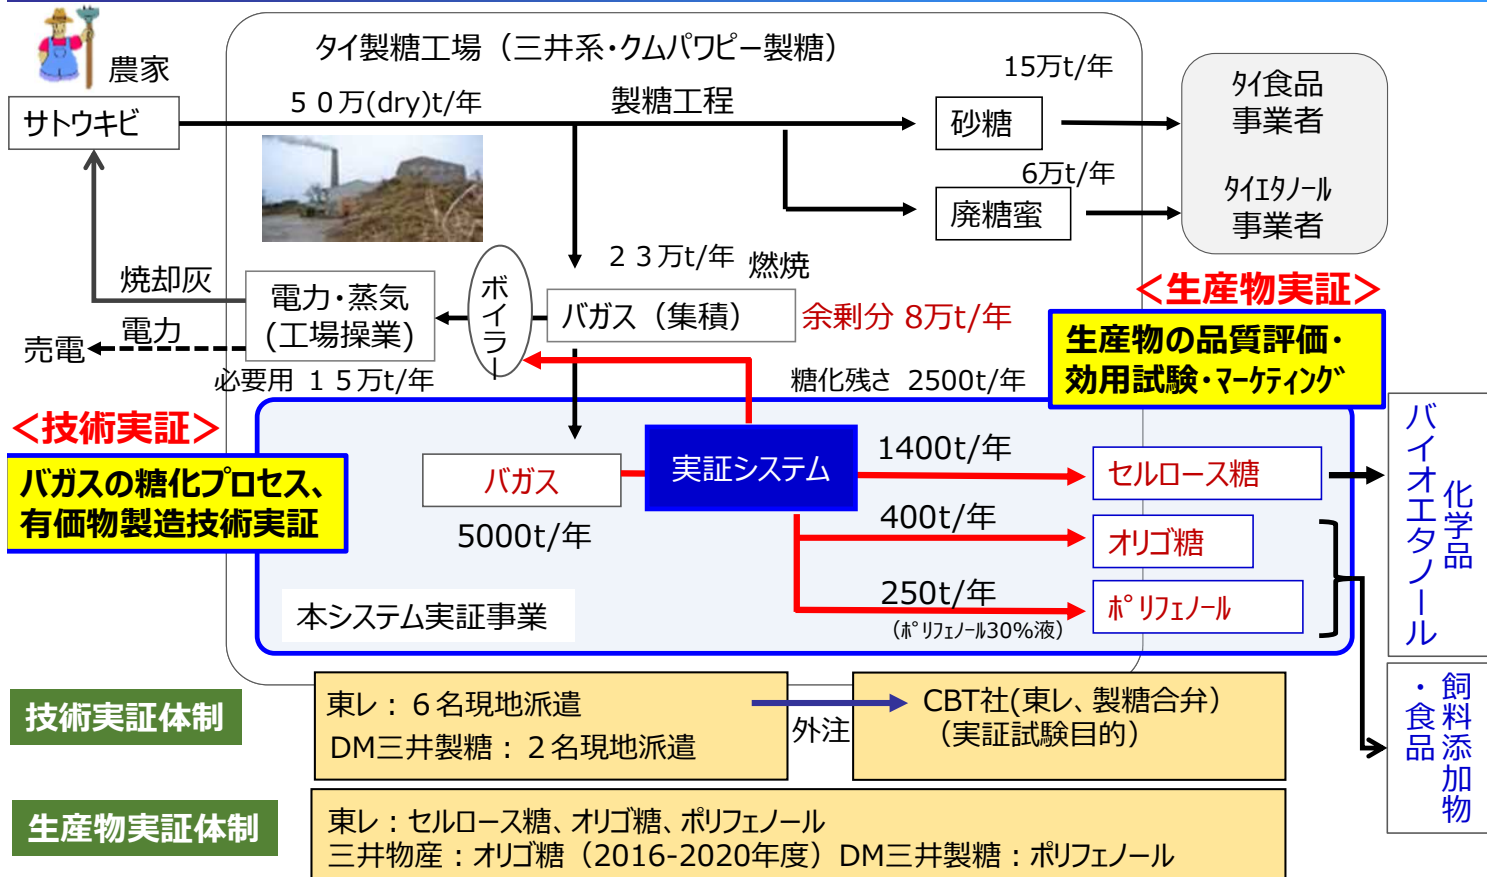 タイ製糖工場（三井系・クムパワピー製糖）
農家
サトウキビ
５０万(dry)t/年
製糖工程
15万t/年
砂糖
タイ食品
事業者
6万t/年
廃糖蜜
ﾀｲｴﾀﾉｰﾙ
事業者
２３万t/年
燃焼
焼却灰
電力・蒸気
(工場操業)
ボイラー
バガス（集積）
余剰分 8万t/年
電力
売電
必要用 １５万t/年
糖化残さ 2500t/年
＜生産物実証＞
生産物の品質評価・
効用試験・ﾏｰｹﾃｨﾝｸﾞ
＜技術実証＞
バガスの糖化プロセス、
有価物製造技術実証
バガス
5000t/年
実証システム
1400t/年
セルロース糖
400t/年
オリゴ糖
250t/年
(ﾎﾟﾘﾌｪﾉｰﾙ30%液)
ﾎﾟﾘﾌｪﾉｰﾙ
本システム実証事業
化学品
バイオエタノール
飼料添加物
・食品
技術実証体制
東レ：６名現地派遣
DM三井製糖：２名現地派遣
外注
CBT社(東レ、製糖合弁）
（実証試験目的）
生産物実証体制
東レ：セルロース糖、オリゴ糖、ポリフェノール
三井物産：オリゴ糖（2016-2020年度）DM三井製糖：ポリフェノール